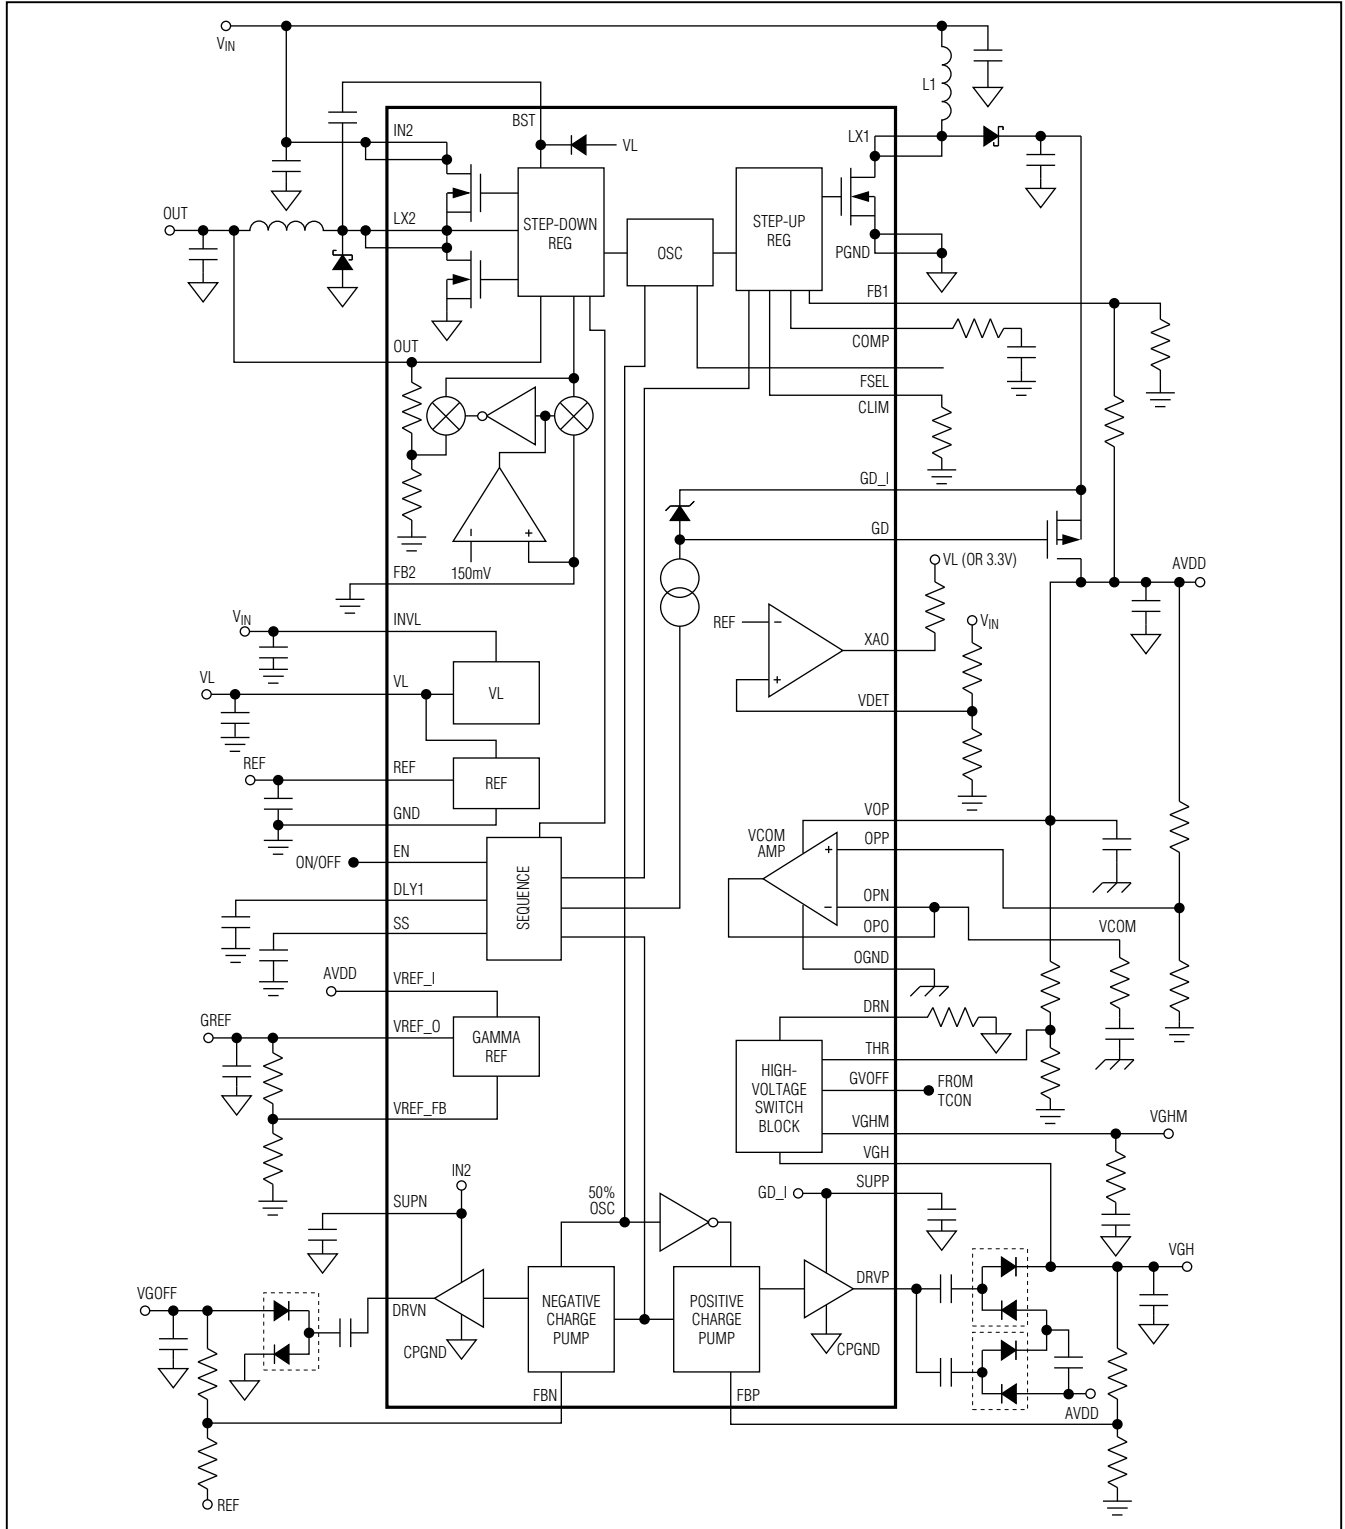 VIN
L1
BST
IN2
VL
LX1
OUT
LX2
STEP-DOWN
REG
OSC
STEP-UP
REG
PGND
FB1
OUT
COMP
FSEL
CLIM
GD_I
GD
150mV
FB2
VL (OR 3.3V)
AVDD
VIN
INVL
REF
VIN
XAO
VL
VL
VL
VDET
REF
REF
REF
GND
VOP
VCOM
AMP
OPP
ON/OFF
EN
DLY1
SS
SEQUENCE
OPN
OPO
VCOM
OGND
AVDD
VREF_I
DRN
GREF
VREF_O
GAMMA
REF
THR
HIGH-
VOLTAGE
SWITCH
BLOCK
GVOFF
FROM
TCON
VREF_FB
VGHM
VGHM
VGH
IN2
50%
OSC
SUPP
GD_I
SUPN
VGH
VGOFF
DRVN
NEGATIVE
CHARGE
PUMP
POSITIVE
CHARGE
PUMP
DRVP
CPGND
CPGND
FBN
FBP
AVDD
REF